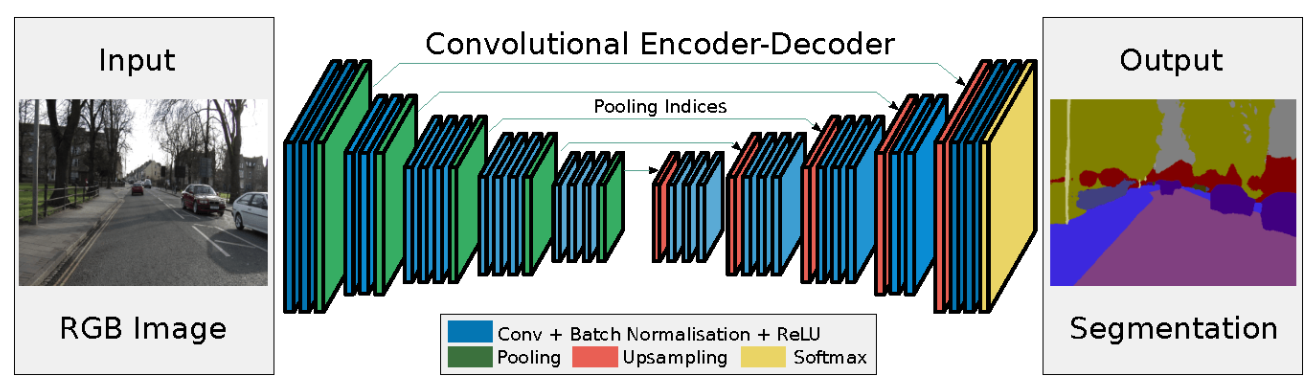 Input
RGB Image
Convolutional Encoder-Decoder
Pooling Indices
Conv + Batch Normalisation + ReLU
Pooling Upsampling Softmax
Output
Segmentation